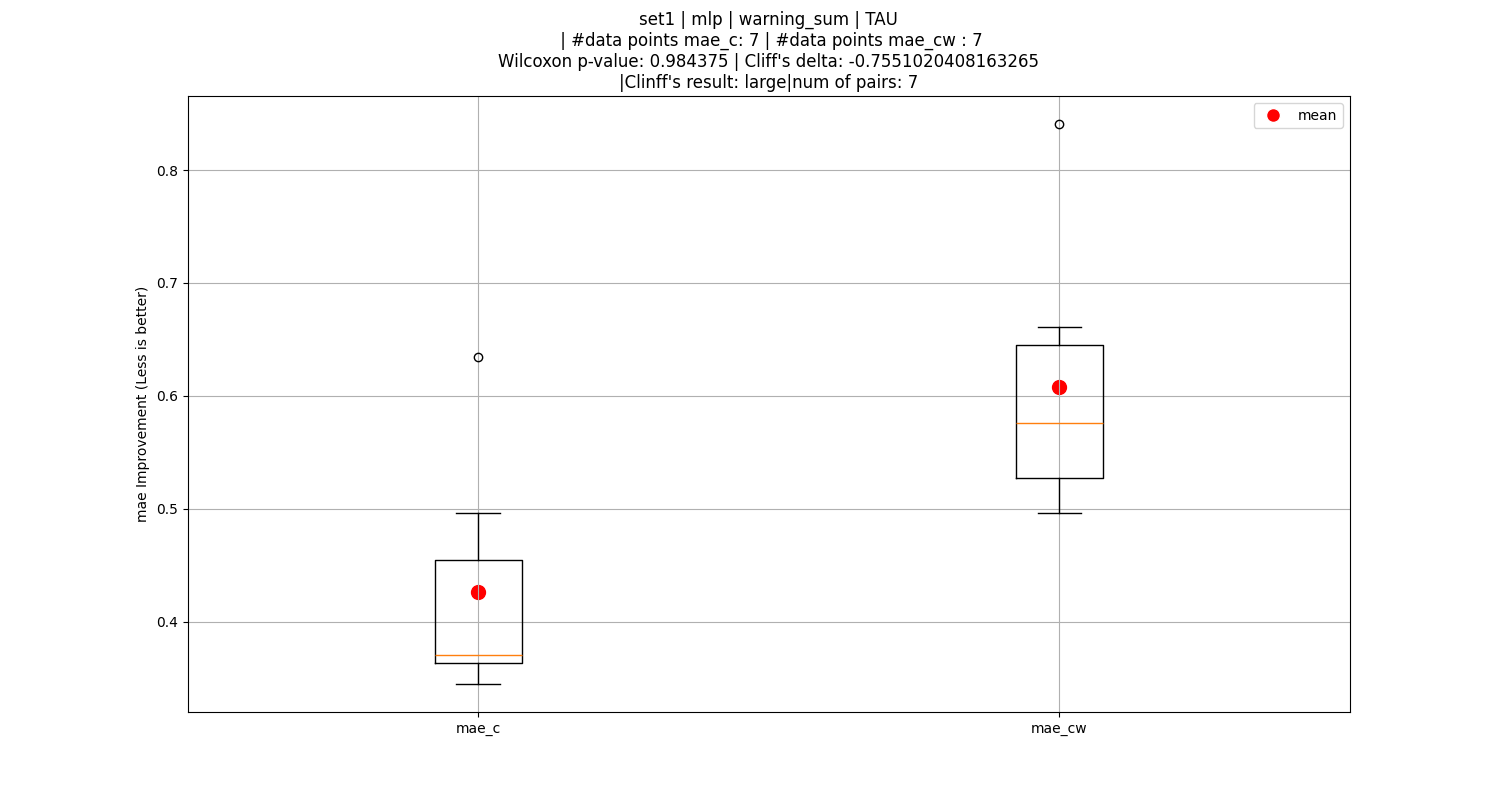 set1 | mlp | warning_sum | TAU
| #data points mae_c: 7 | #data points mae_cw : 7
Wilcoxon p-value: 0.984375 | Cliff's delta: -0.7551020408163265
|Clinff's result: large|num of pairs: 7
mean
mae Improvement (Less is better)
0.8
0.7
0.6
0.5
0.4
mae_c
mae_cw